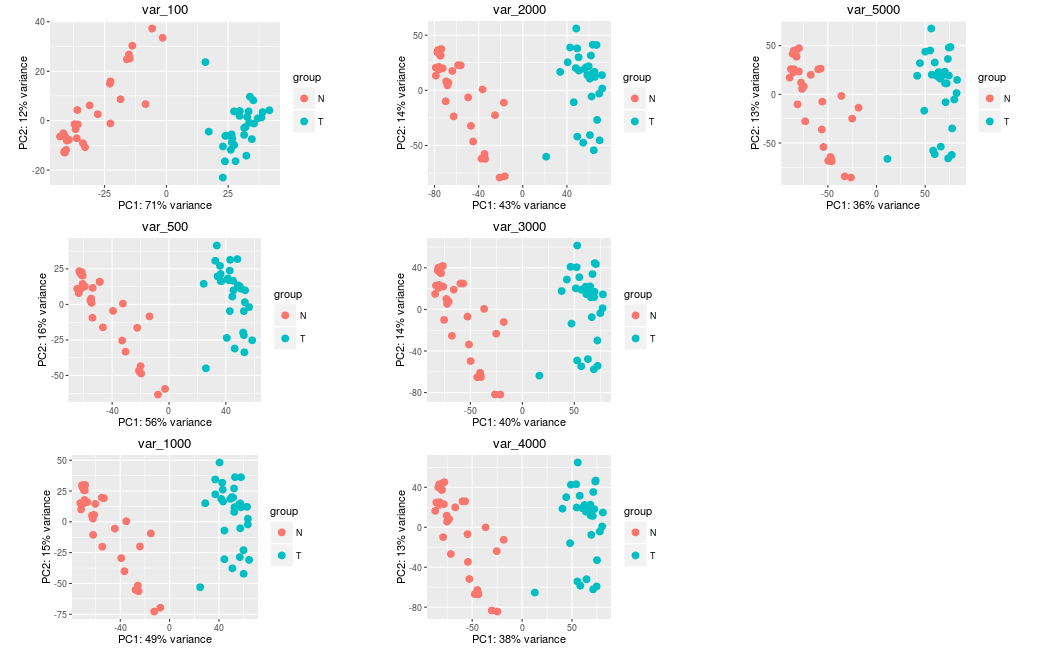 var_100
40
20
0
-20
-25
0
25
PC1: 71% variance
PC2: 12% variance
group
N
T
var_2000
50
0
-50
-80
-40
0
40
PC1: 43% variance
PC2: 14% variance
group
N
T
var_5000
50
0
-50
-50
0
50
PC1: 36% variance
PC2: 13% variance
group
N
T
var_500
25
0
-25
-50
-40
0
40
PC1: 56% variance
PC2: 16% variance
group
N
T
var_3000
40
0
-40
-80
-50
0
50
PC1: 40% variance
PC2: 14% variance
group
N
T
var_1000
50
25
0
-25
-50
-75
-40
0
40
PC1: 49% variance
PC2: 15% variance
group
N
T
var_4000
40
0
-40
-80
-50
0
50
PC1: 38% variance
PC2: 13% variance
group
N
T